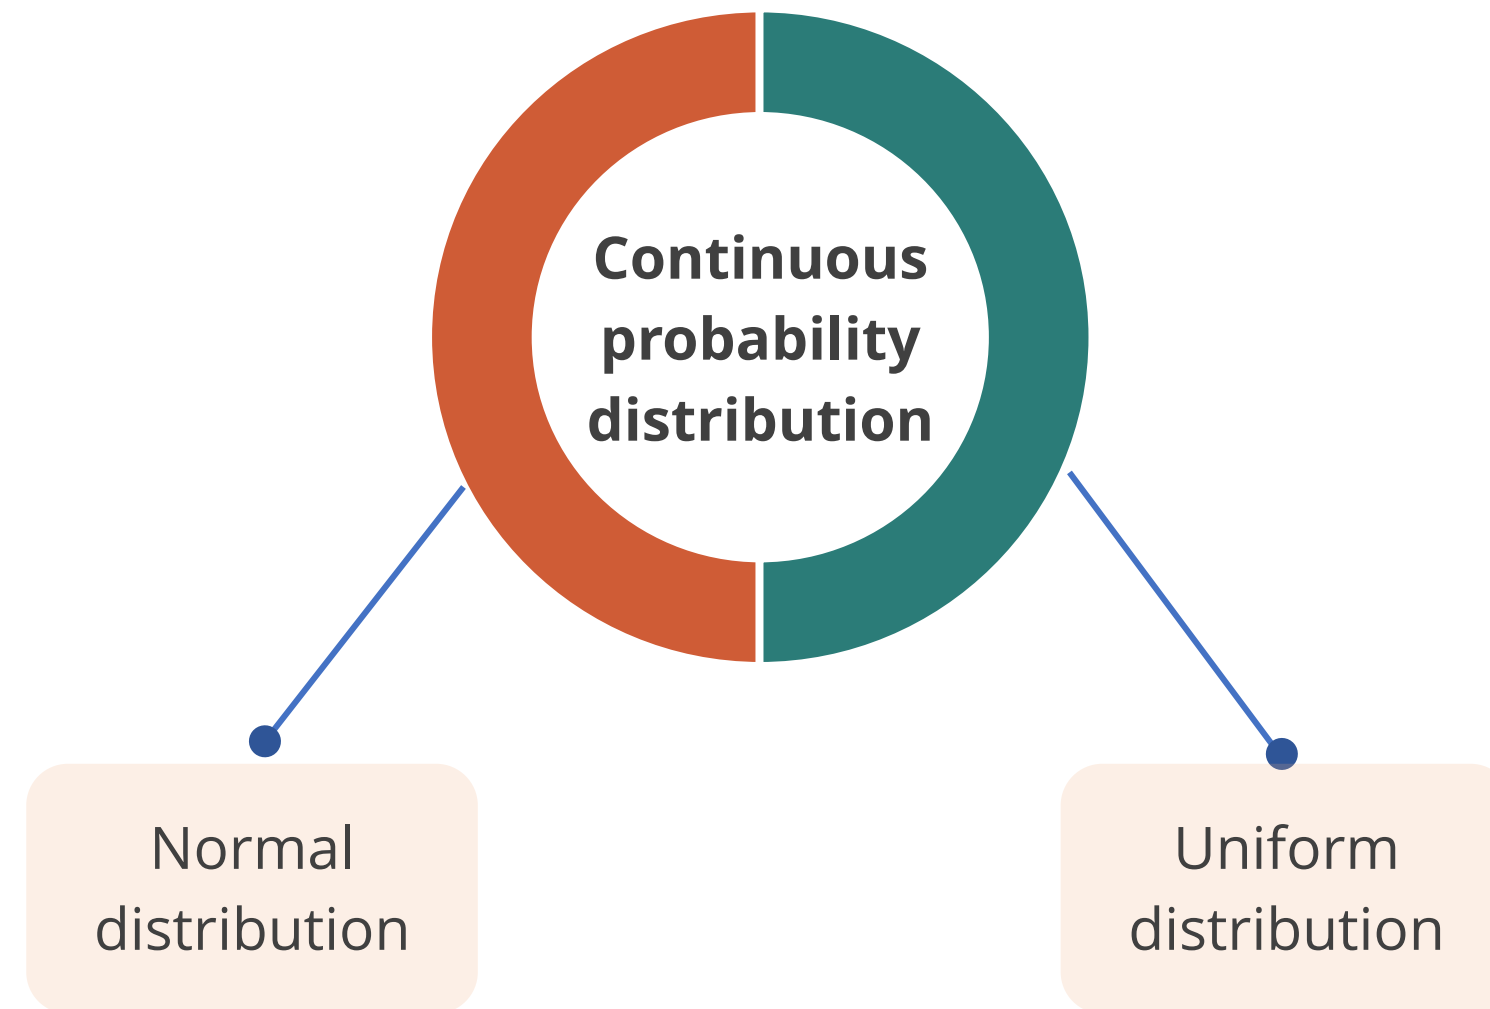 Continuous
probability
distribution
Normal
distribution
Uniform
distribution